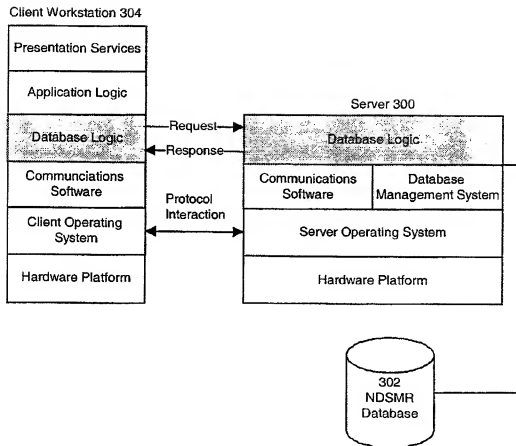 Client Workstation 304
Presentation Services
Application Logic
Database Logic
Communciations
Software
Client Operating
System
Hardware Platform
Request
Response
Protocol
Interaction
Server 300
Database Logic
Communications
Software
Database
Management System
Server Operating System
Hardware Platform
302
NDSMR
Database